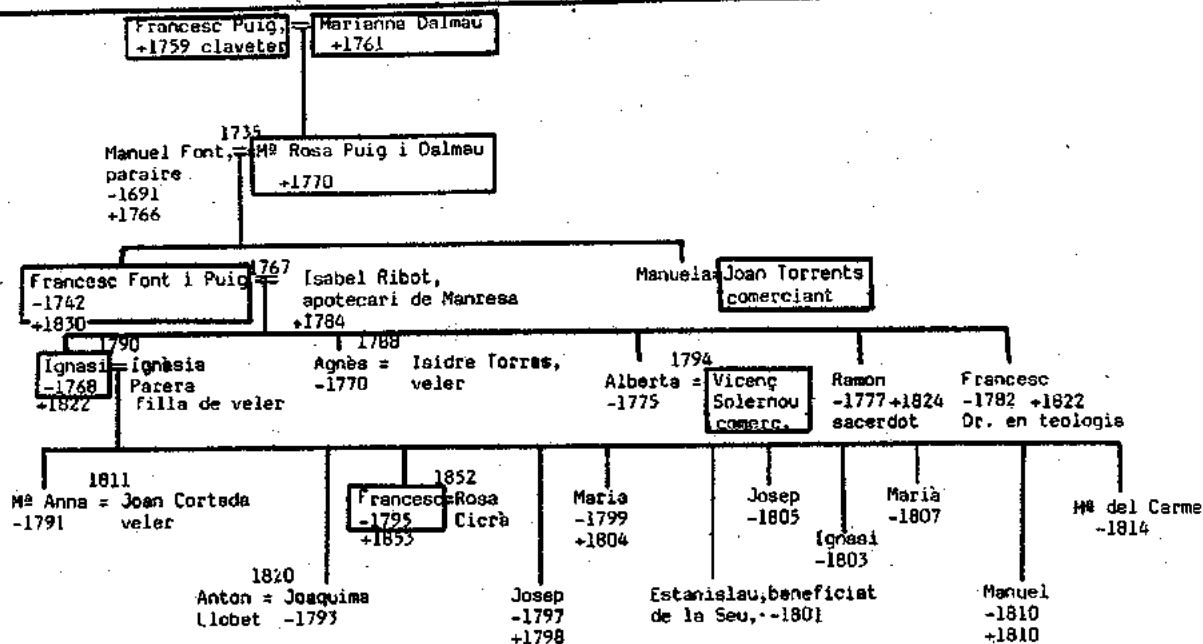 Francesc Puig, = Marianna Dalmau
+1759 claveter +1761
1735
Manuel Font, = Mª Rosa Puig i Dalmau
paraire
-1691 +1770
+1766
Francesc Font i Puig = 1767 Isabel Ribot,
-1742 apotecari de Manresa
+1830 +1784
Manuela = Joan Torrents
comerciant
1790
Ignasi = Ignàsia
-1768 Parera
+1822 filla de veler
1788
Agnès = Isidre Torras,
-1770 veler
1794
Alberta = Vicenç
-1775 Solernou
comerc.
Ramon
-1777 +1824
sacerdot
Francesc
-1782 +1822
Dr. en teologia
1811
Mª Anna = Joan Cortada
-1791 veler
1820
Anton = Joaquima
Llobet -1793
1852
Francesc = Rosa
-1795 Cicrà
+1853
Josep
-1797
+1798
Maria
-1799
+1804
Estanislau, beneficiat
de la Seu, -1801
Josep
-1805
Ignasi
-1803
Marià
-1807
Manuel
-1810
+1810
Mª del Carme
-1814